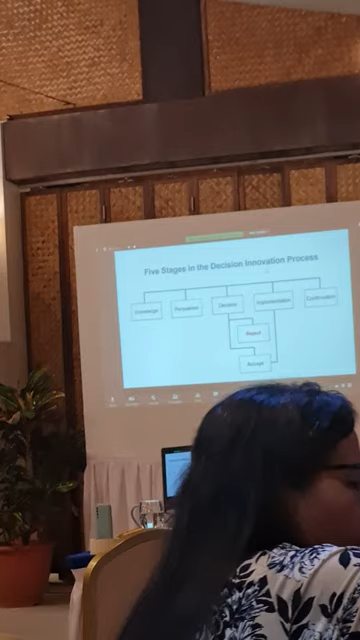 Five Stages in the Decision Innovation Process
Knowledge
Persuasion
Decision
Implementation
Confirmation
Reject
Accept